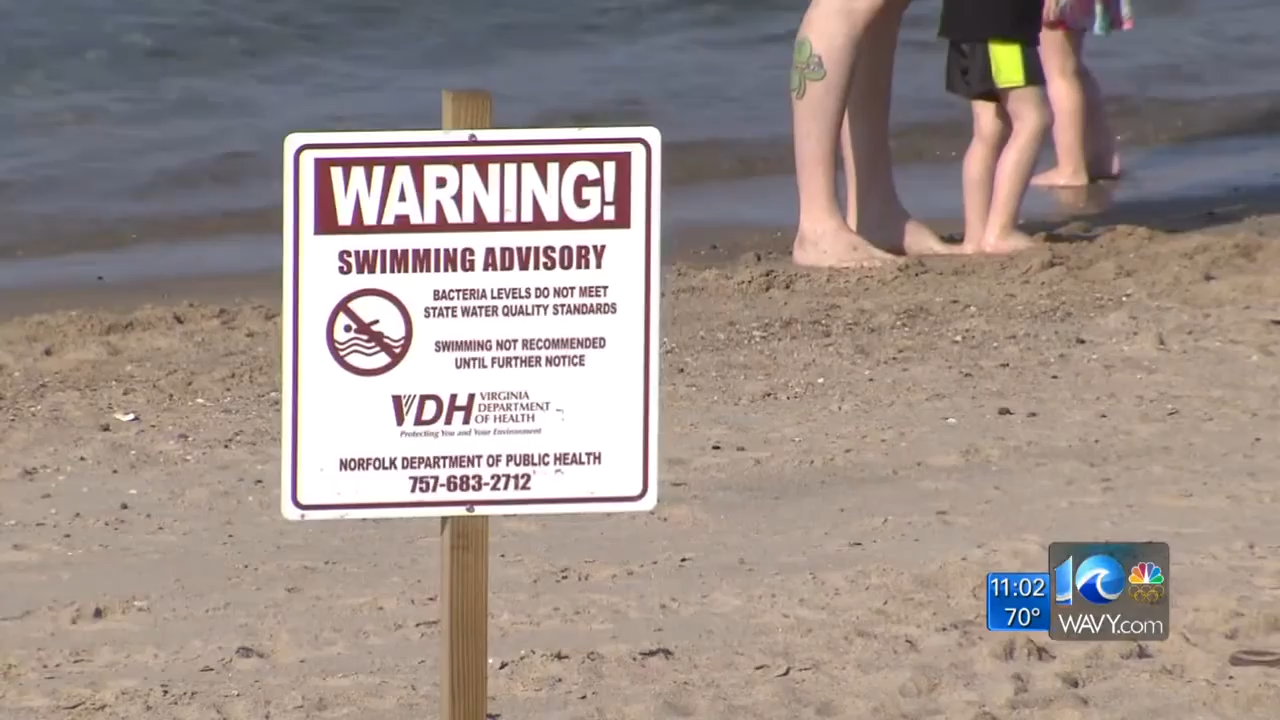 WARNING!
SWIMMING ADVISORY
BACTERIA LEVELS DO NOT MEET
STATE WATER QUALITY STANDARDS
SWIMMING NOT RECOMMENDED
UNTIL FURTHER NOTICE
VDH
VIRGINIA
DEPARTMENT
OF HEALTH
Protecting You and Your Environment
NORFOLK DEPARTMENT OF PUBLIC HEALTH
757-683-2712
11:02
70°
10
WAVY.com